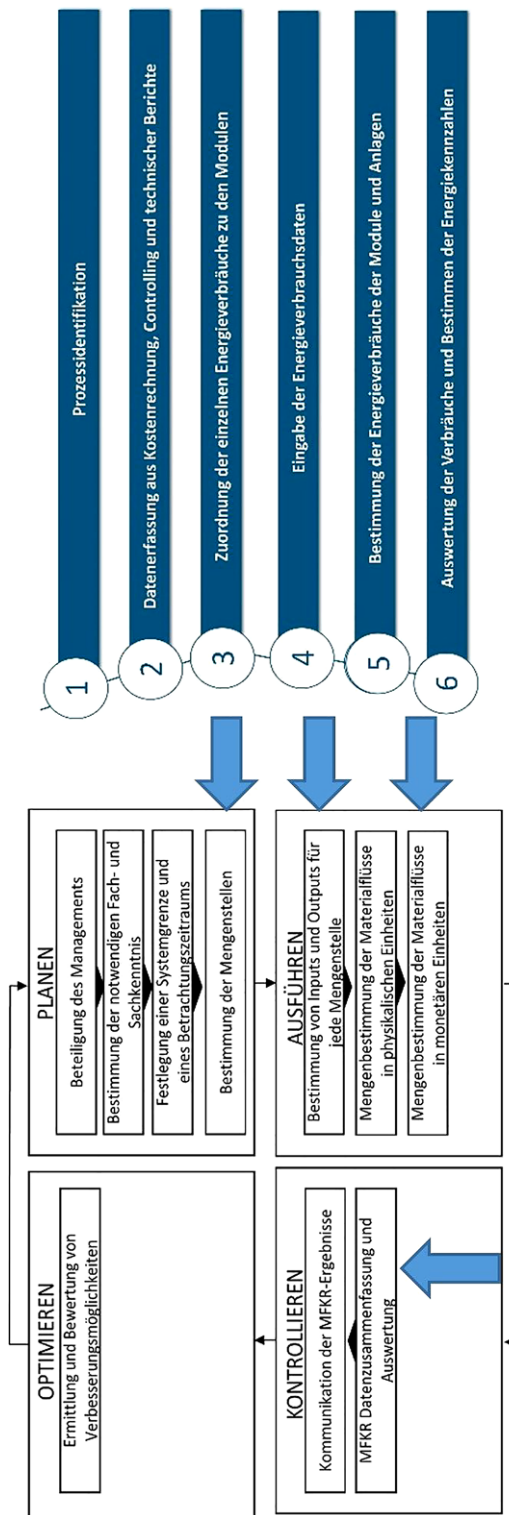 OPTIMIEREN
Ermittlung und Bewertung von
Verbesserungsmöglichkeiten
PLANEN
Beteiligung des Managements
Bestimmung der notwendigen Fach- und
Sachkenntnis
Festlegung einer Systemgrenze und
eines Betrachtungszeitraums
Bestimmung der Mengenstellen
KONTROLLIEREN
Kommunikation der MFKR-Ergebnisse
MFKR Datenzusammenfassung und
Auswertung
AUSFÜHREN
Bestimmung von Inputs und Outputs für
jede Mengenstelle
Mengenbestimmung der Materialflüsse
in physikalischen Einheiten
Mengenbestimmung der Materialflüsse
in monetären Einheiten
1 Prozessidentifikation
2 Datenerfassung aus Kostenrechnung, Controlling und technischer Berichte
3 Zuordnung der einzelnen Energieverbräuche zu den Modulen
4 Eingabe der Energieverbrauchsdaten
5 Bestimmung der Energieverbräuche der Module und Anlagen
6 Auswertung der Verbräuche und Bestimmen der Energiekennzahlen